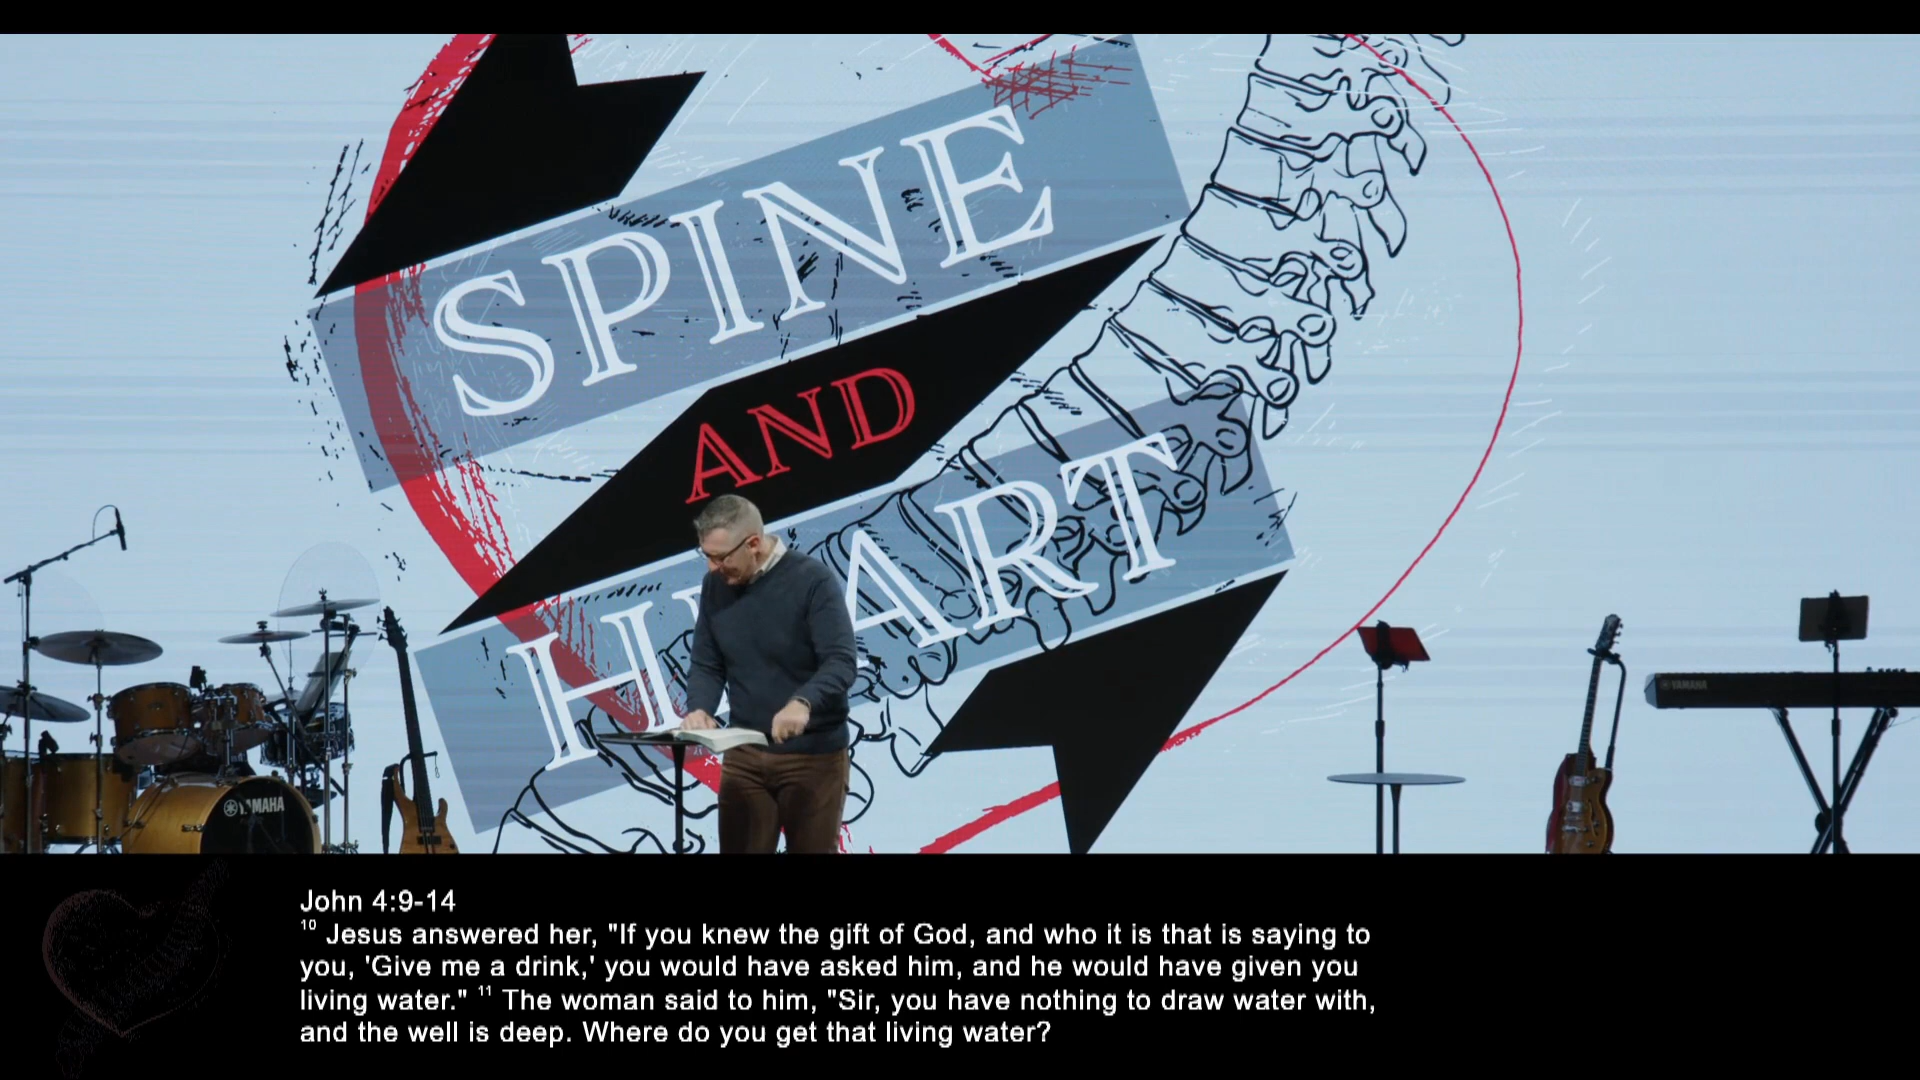 SPINE
AND
HEART
YAMAHA
YAMAHA
John 4:9-14
10 Jesus answered her, "If you knew the gift of God, and who it is that is saying to
you, 'Give me a drink,' you would have asked him, and he would have given you
living water." 11 The woman said to him, "Sir, you have nothing to draw water with,
and the well is deep. Where do you get that living water?